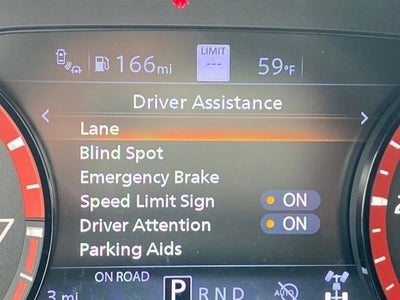 166mi LIMIT --- 59°F
Driver Assistance
Lane
Blind Spot
Emergency Brake
Speed Limit Sign ON
Driver Attention ON
Parking Aids
ON ROAD
3 mi P R N D AUTO